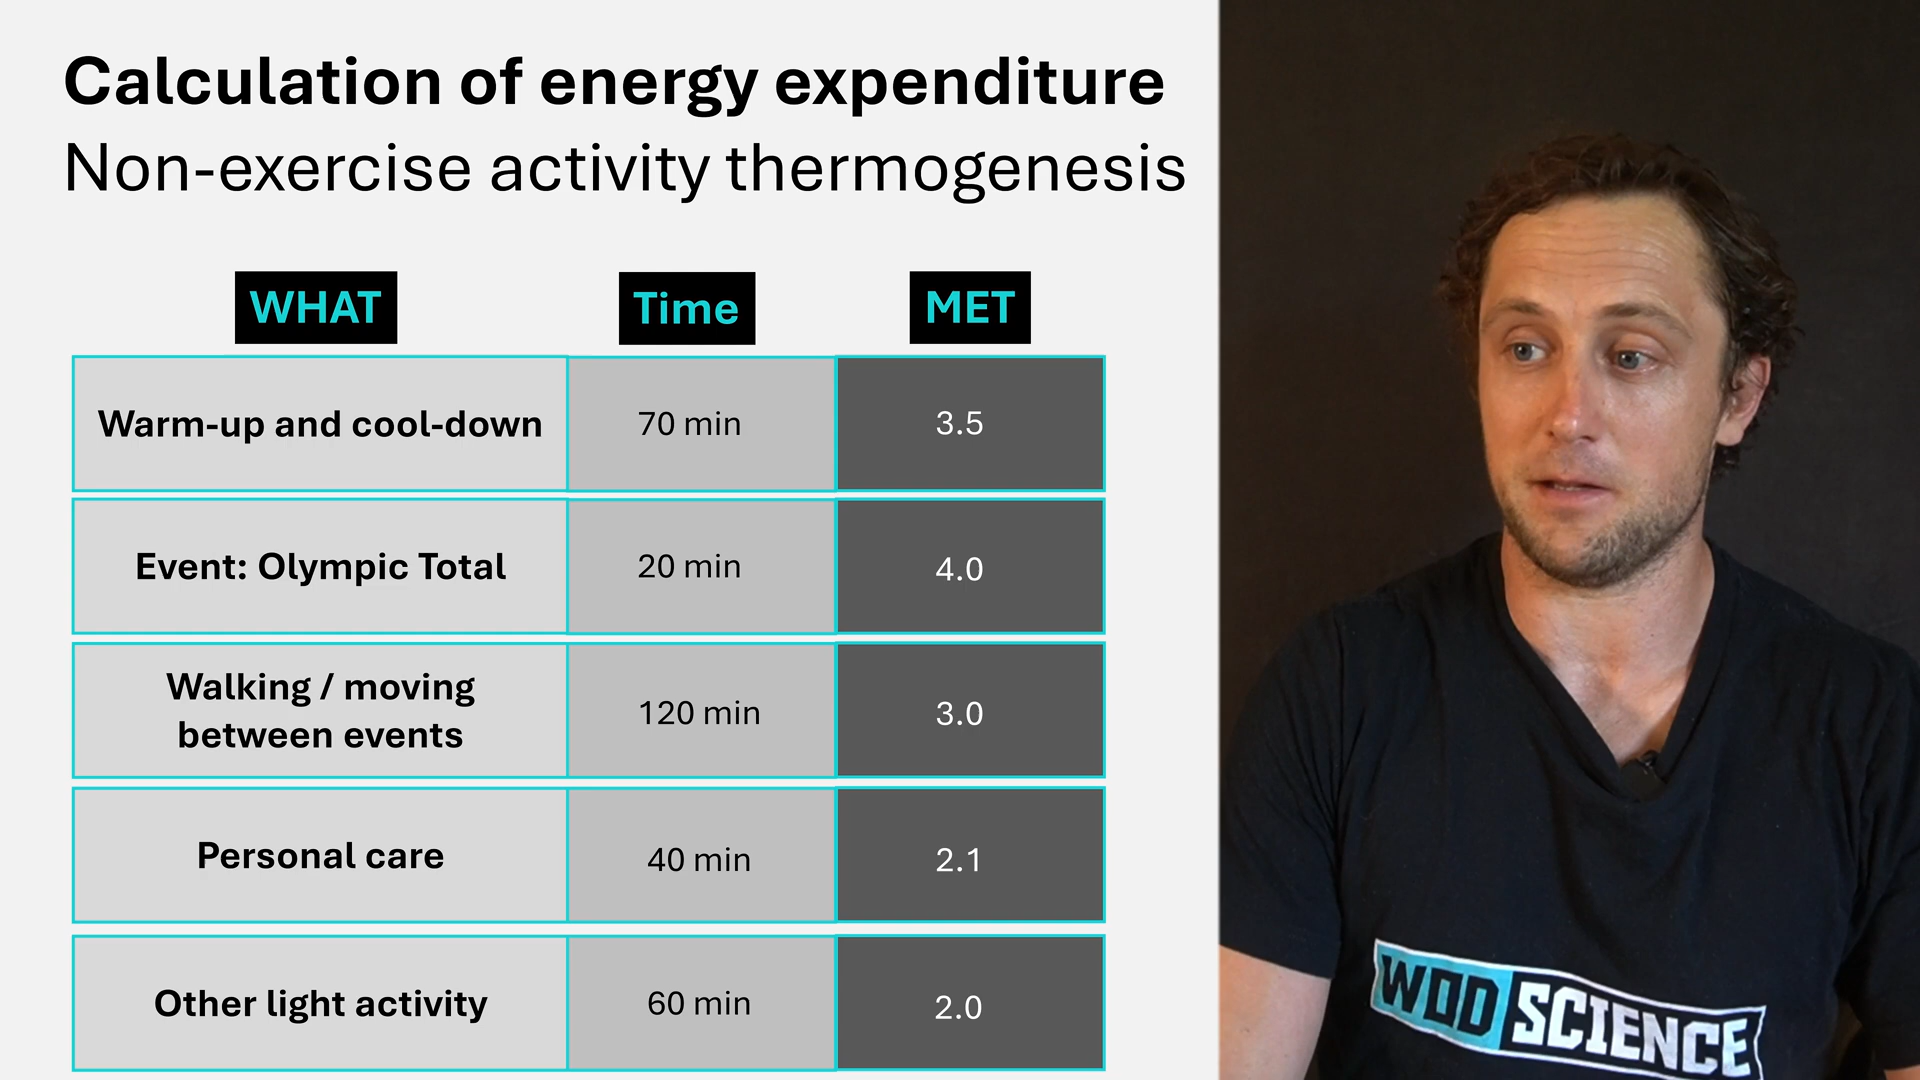 Calculation of energy expenditure
Non-exercise activity thermogenesis
WHAT Time MET
Warm-up and cool-down 70 min 3.5
Event: Olympic Total 20 min 4.0
Walking / moving
between events 120 min 3.0
Personal care 40 min 2.1
Other light activity 60 min 2.0
WOD SCIENCE